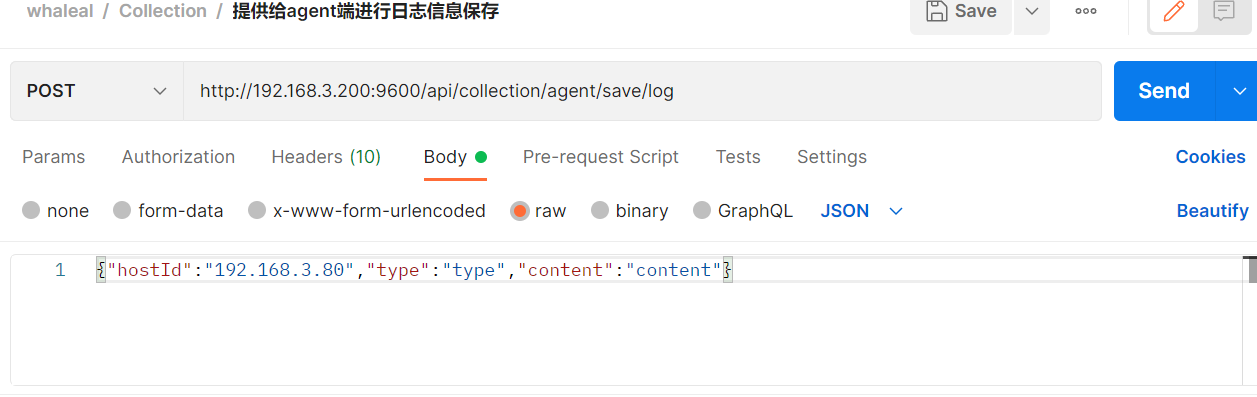 whaleal / Collection / 提供给agent端进行日志信息保存 Save
POST http://192.168.3.200:9600/api/collection/agent/save/log Send
Params Authorization Headers (10) Body Pre-request Script Tests Settings Cookies
none form-data x-www-form-urlencoded raw binary GraphQL JSON Beautify
1 {"hostId":"192.168.3.80","type":"type","content":"content"}